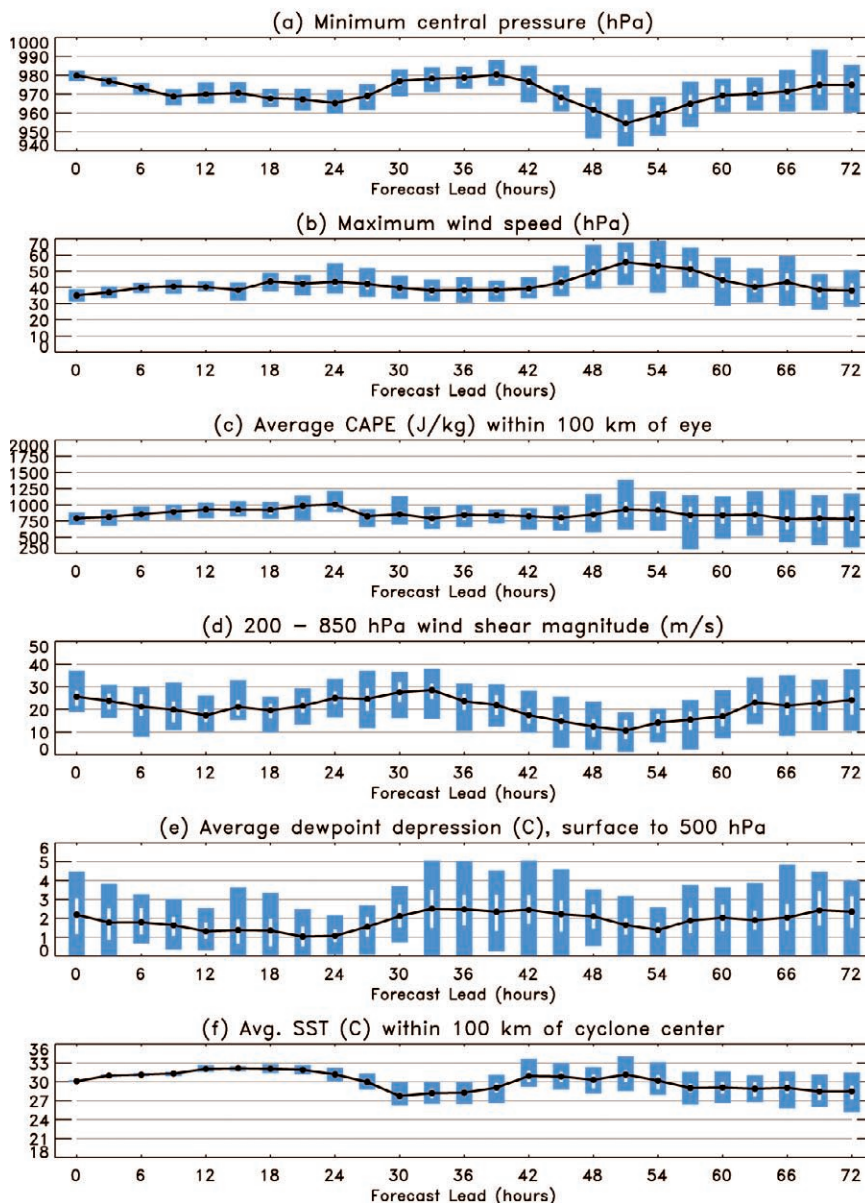 (a) Minimum central pressure (hPa)
1000
990
980
970
960
950
940
0 6 12 18 24 30 36 42 48 54 60 66 72
Forecast Lead (hours)
(b) Maximum wind speed (hPa)
70
60
50
40
30
20
10
0
0 6 12 18 24 30 36 42 48 54 60 66 72
Forecast Lead (hours)
(c) Average CAPE (J/kg) within 100 km of eye
2000
1750
1500
1250
1000
750
500
250
0 6 12 18 24 30 36 42 48 54 60 66 72
Forecast Lead (hours)
(d) 200 – 850 hPa wind shear magnitude (m/s)
50
40
30
20
10
0
0 6 12 18 24 30 36 42 48 54 60 66 72
Forecast Lead (hours)
(e) Average dewpoint depression (C), surface to 500 hPa
6
5
4
3
2
1
0
0 6 12 18 24 30 36 42 48 54 60 66 72
Forecast Lead (hours)
(f) Avg. SST (C) within 100 km of cyclone center
36
33
30
27
24
21
18
0 6 12 18 24 30 36 42 48 54 60 66 72
Forecast Lead (hours)